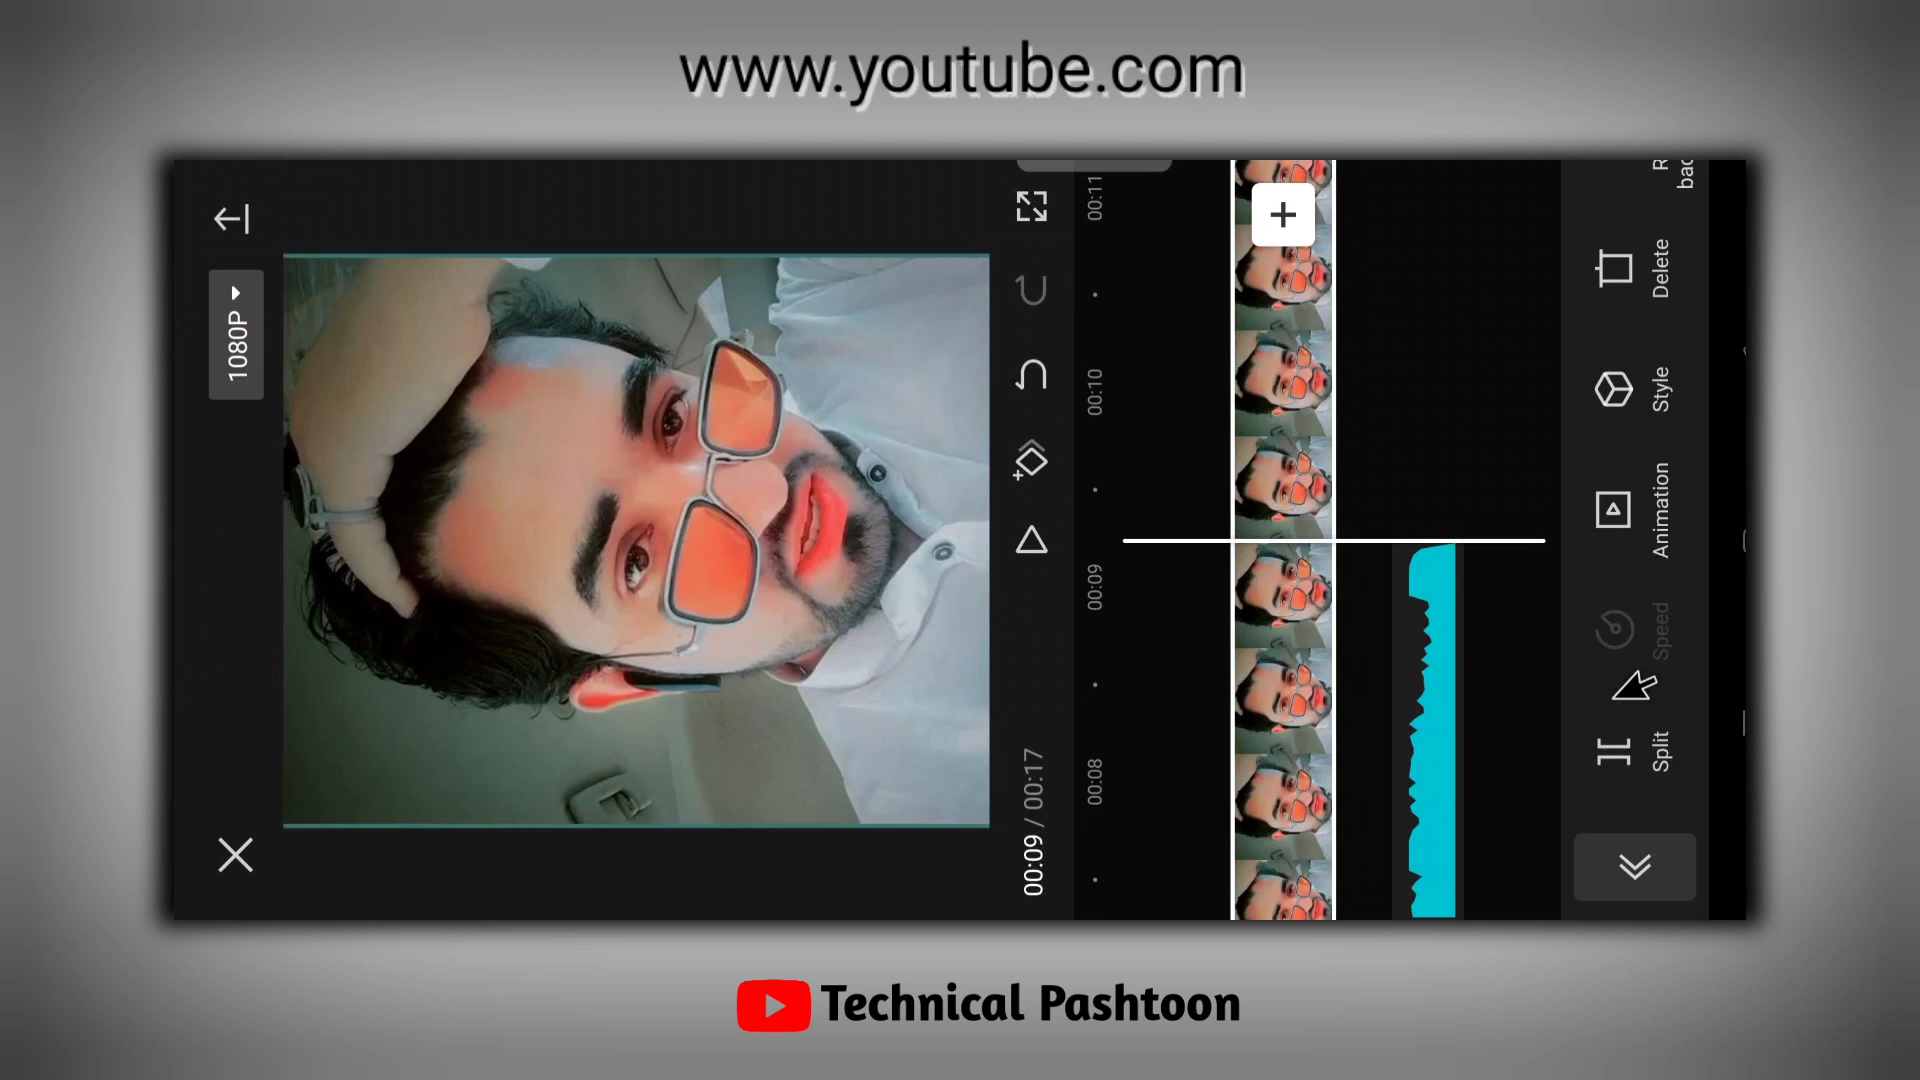 www.youtube.com
1080P
00:09 / 00:17
00:08
00:09
00:10
00:11
Split
Speed
Animation
Style
Delete
Technical Pashtoon